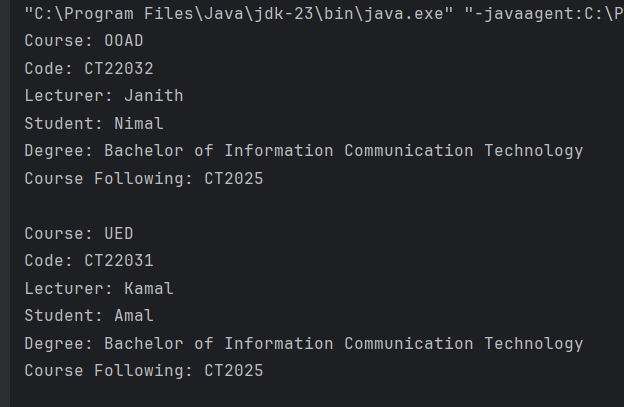 "C:\Program Files\Java\jdk-23\bin\java.exe" "-javaagent:C:\P
Course: OOAD
Code: CT22032
Lecturer: Janith
Student: Nimal
Degree: Bachelor of Information Communication Technology
Course Following: CT2025

Course: UED
Code: CT22031
Lecturer: Kamal
Student: Amal
Degree: Bachelor of Information Communication Technology
Course Following: CT2025